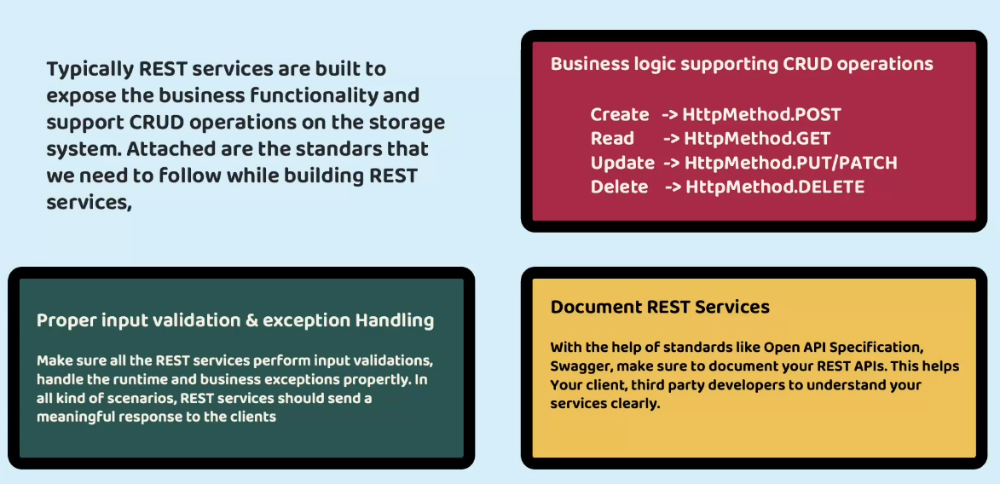 Typically REST services are built to
expose the business functionality and
support CRUD operations on the storage
system. Attached are the standars that
we need to follow while building REST
services,
Business logic supporting CRUD operations
Create -> HttpMethod.POST
Read -> HttpMethod.GET
Update -> HttpMethod.PUT/PATCH
Delete -> HttpMethod.DELETE
Proper input validation & exception Handling
Make sure all the REST services perform input validations,
handle the runtime and business exceptions propertly. In
all kind of scenarios, REST services should send a
meaningful response to the clients
Document REST Services
With the help of standards like Open API Specification,
Swagger, make sure to document your REST APIs. This helps
Your client, third party developers to understand your
services clearly.